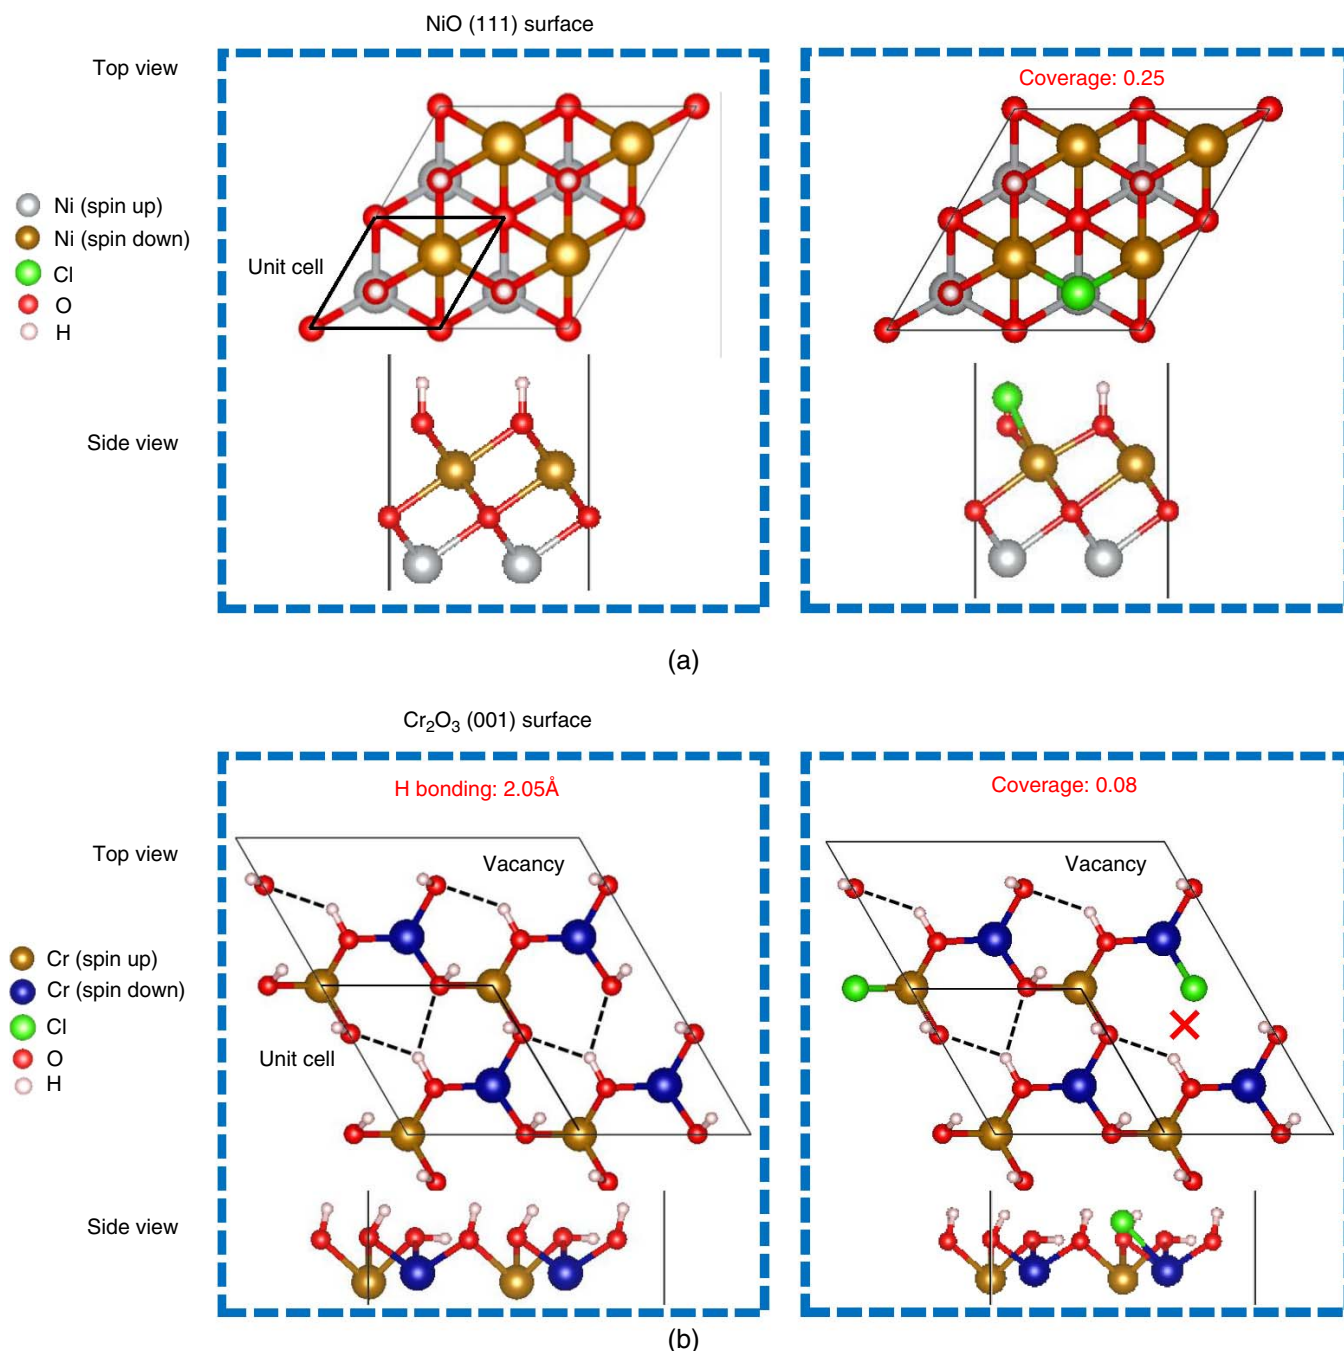 NiO (111) surface
Top view
Coverage: 0.25
Ni (spin up)
Ni (spin down)
Cl
O
H
Unit cell
Side view
(a)
Cr₂O₃ (001) surface
H bonding: 2.05Å
Coverage: 0.08
Top view
Vacancy
Vacancy
Cr (spin up)
Cr (spin down)
Cl
O
H
Unit cell
Side view
(b)